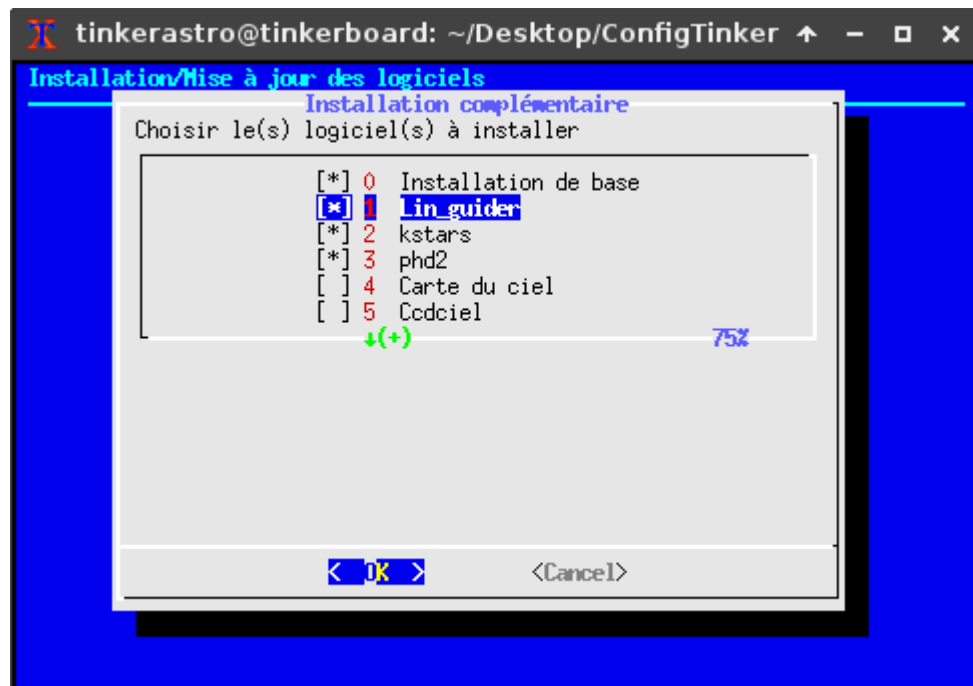 tinkerastro@tinkerboard: ~/Desktop/ConfigTinker
Installation/Mise à jour des logiciels
Installation complémentaire
Choisir le(s) logiciel(s) à installer
[*] 0 Installation de base
[*] 1 Lin_guider
[*] 2 kstars
[*] 3 phd2
[ ] 4 Carte du ciel
[ ] 5 Ccdciel
↓(+) 75%
< OK > <Cancel>